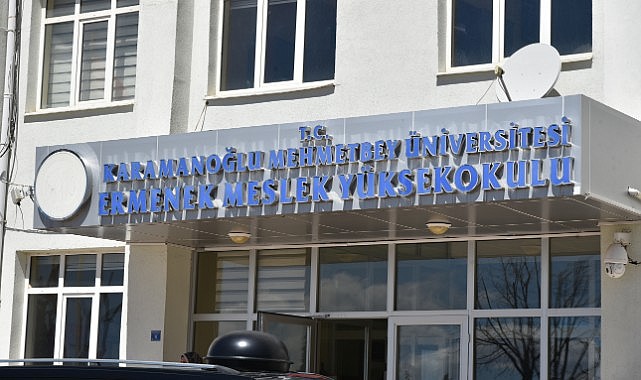 T.C.
KARAMANOĞLU MEHMETBEY ÜNİVERSİTESİ
ERMENEK MESLEK YÜKSEKOKULU